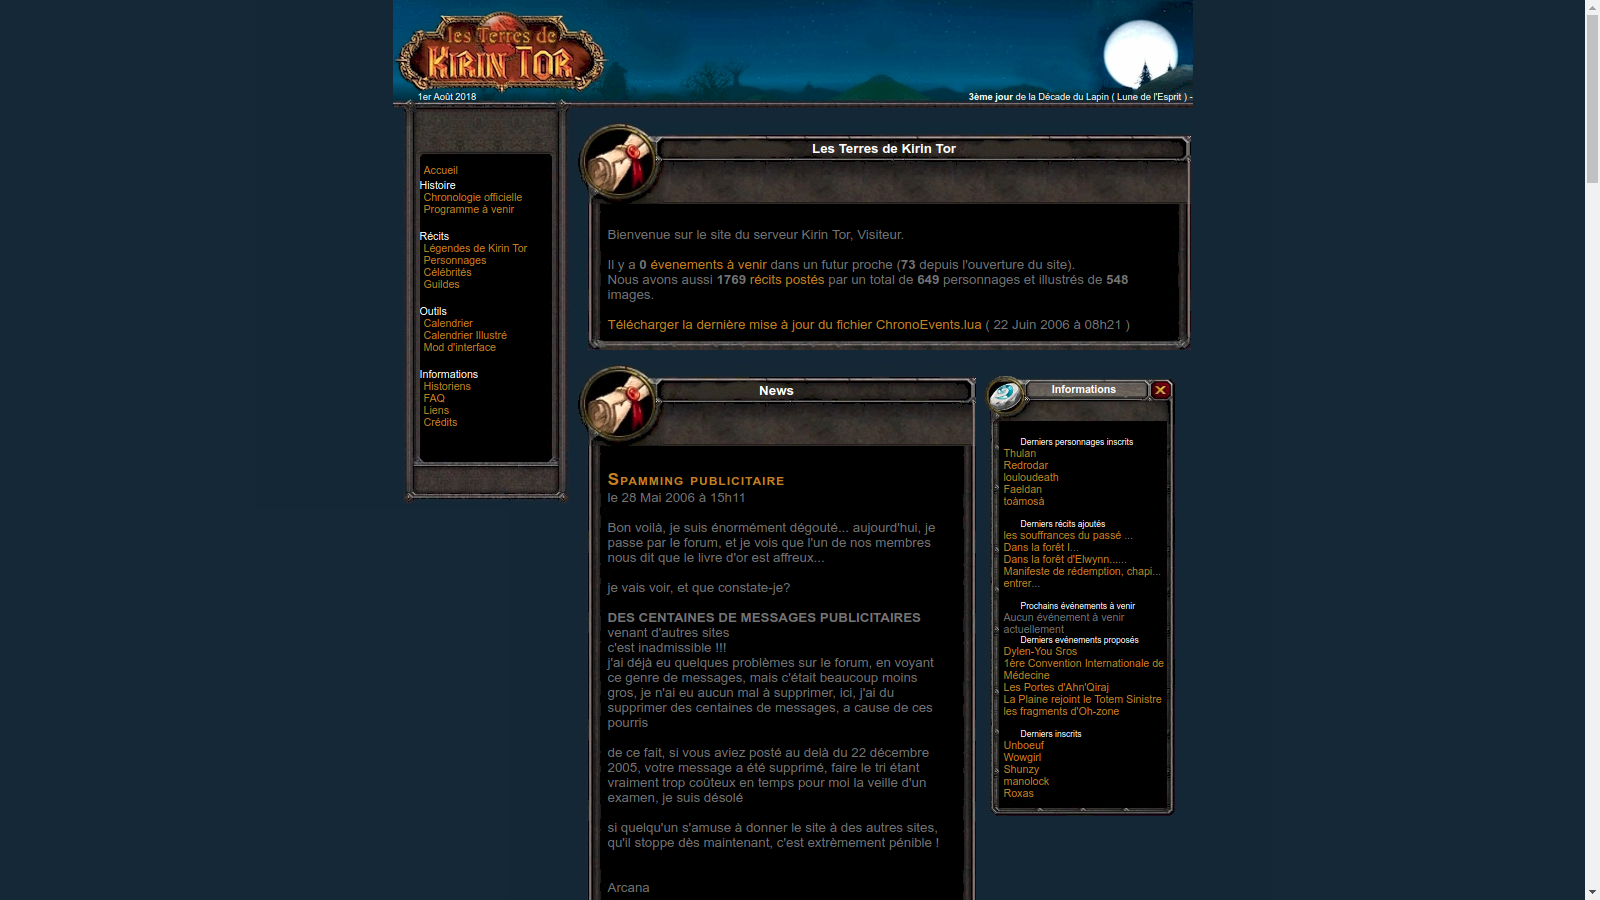 les Terres de
KIRIN TOR
1er Août 2018
3ème jour de la Décade du Lapin ( Lune de l'Esprit ) -
Accueil
Histoire
Chronologie officielle
Programme à venir
Récits
Légendes de Kirin Tor
Personnages
Célébrités
Guildes
Outils
Calendrier
Calendrier Illustré
Mod d'interface
Informations
Historiens
FAQ
Liens
Crédits
Les Terres de Kirin Tor
Bienvenue sur le site du serveur Kirin Tor, Visiteur.
Il y a 0 évenements à venir dans un futur proche (73 depuis l'ouverture du site).
Nous avons aussi 1769 récits postés par un total de 649 personnages et illustrés de 548
images.
Télécharger la dernière mise à jour du fichier ChronoEvents.lua ( 22 Juin 2006 à 08h21 )
News
Spamming publicitaire
le 28 Mai 2006 à 15h11
Bon voilà, je suis énormément dégouté... aujourd'hui, je
passe par le forum, et je vois que l'un de nos membres
nous dit que le livre d'or est affreux...
je vais voir, et que constate-je?
DES CENTAINES DE MESSAGES PUBLICITAIRES
venant d'autres sites
c'est inadmissible !!!
j'ai déjà eu quelques problèmes sur le forum, en voyant
ce genre de messages, mais c'était beaucoup moins
gros, je n'ai eu aucun mal à supprimer, ici, j'ai du
supprimer des centaines de messages, a cause de ces
pourris
de ce fait, si vous aviez posté au delà du 22 décembre
2005, votre message a été supprimé, faire le tri étant
vraiment trop coûteux en temps pour moi la veille d'un
examen, je suis désolé
si quelqu'un s'amuse à donner le site à des autres sites,
qu'il stoppe dès maintenant, c'est extrèmement pénible !
Arcana
Informations
Derniers personnages inscrits
Thulan
Redrodar
louloudeath
Faeldan
toàmosà
Derniers récits ajoutés
les souffrances du passé ...
Dans la forêt I...
Dans la forêt d'Elwynn......
Manifeste de rédemption, chapi...
entrer...
Prochains événements à venir
Aucun événement à venir
actuellement
Derniers evénements proposés
Dylen-You Sros
1ère Convention Internationale de
Médecine
Les Portes d'Ahn'Qiraj
La Plaine rejoint le Totem Sinistre
les fragments d'Oh-zone
Derniers inscrits
Unboeuf
Wowgirl
Shunzy
manolock
Roxas